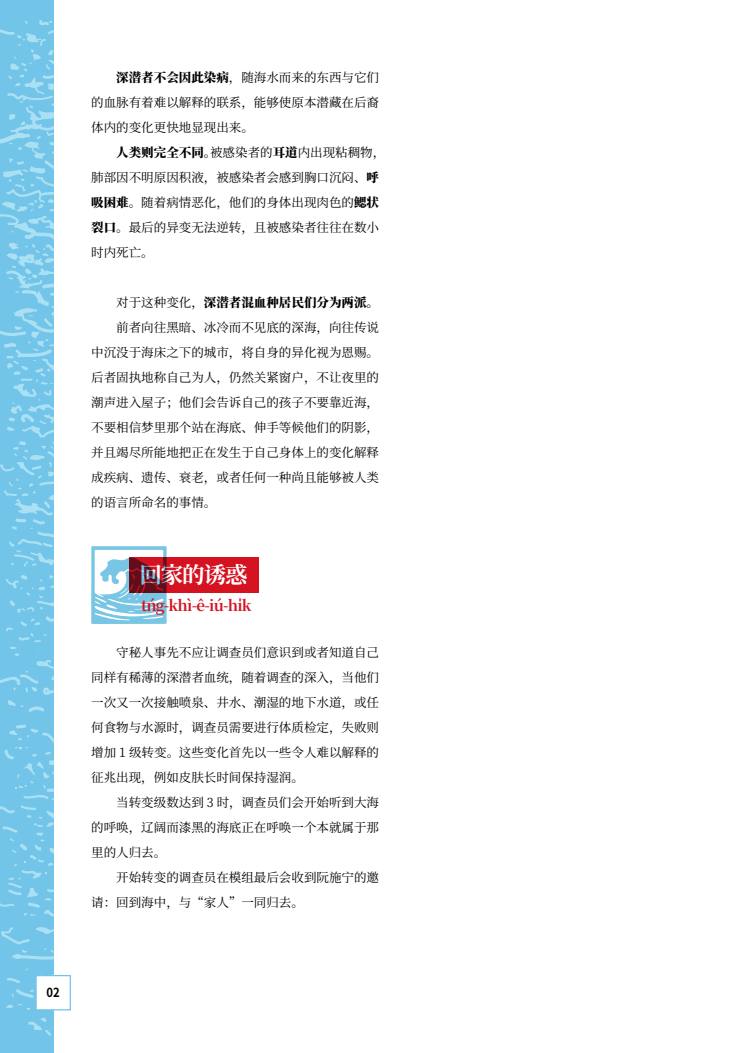 深潜者不会因此染病，随海水而来的东西与它们
的血脉有着难以解释的联系，能够使原本潜藏在后裔
体内的变化更快地显现出来。
人类则完全不同。被感染者的耳道内出现粘稠物，
肺部因不明原因积液，被感染者会感到胸口沉闷、呼
吸困难。随着病情恶化，他们的身体出现肉色的鳃状
裂口。最后的异变无法逆转，且被感染者往往在数小
时内死亡。
对于这种变化，深潜者混血种居民们分为两派。
前者向往黑暗、冰冷而不见底的深海，向往传说
中沉没于海床之下的城市，将自身的异化视为恩赐。
后者固执地称自己为人，仍然关紧窗户，不让夜里的
潮声进入屋子；他们会告诉自己的孩子不要靠近海，
不要相信梦里那个站在海底、伸手等候他们的阴影，
并且竭尽所能地把正在发生于自己身体上的变化解释
成疾病、遗传、衰老，或者任何一种尚且能够被人类
的语言所命名的事情。
回家的诱惑
tńg-khì-ê-iú-hi̍k
守秘人事先不应让调查员们意识到或者知道自己
同样有稀薄的深潜者血统，随着调查的深入，当他们
一次又一次接触喷泉、井水、潮湿的地下水道，或任
何食物与水源时，调查员需要进行体质检定，失败则
增加 1 级转变。这些变化首先以一些令人难以解释的
征兆出现，例如皮肤长时间保持湿润。
当转变级数达到 3 时，调查员们会开始听到大海
的呼唤，辽阔而漆黑的海底正在呼唤一个本就属于那
里的人归去。
开始转变的调查员在模组最后会收到阮施宁的邀
请：回到海中，与“家人”一同归去。
02